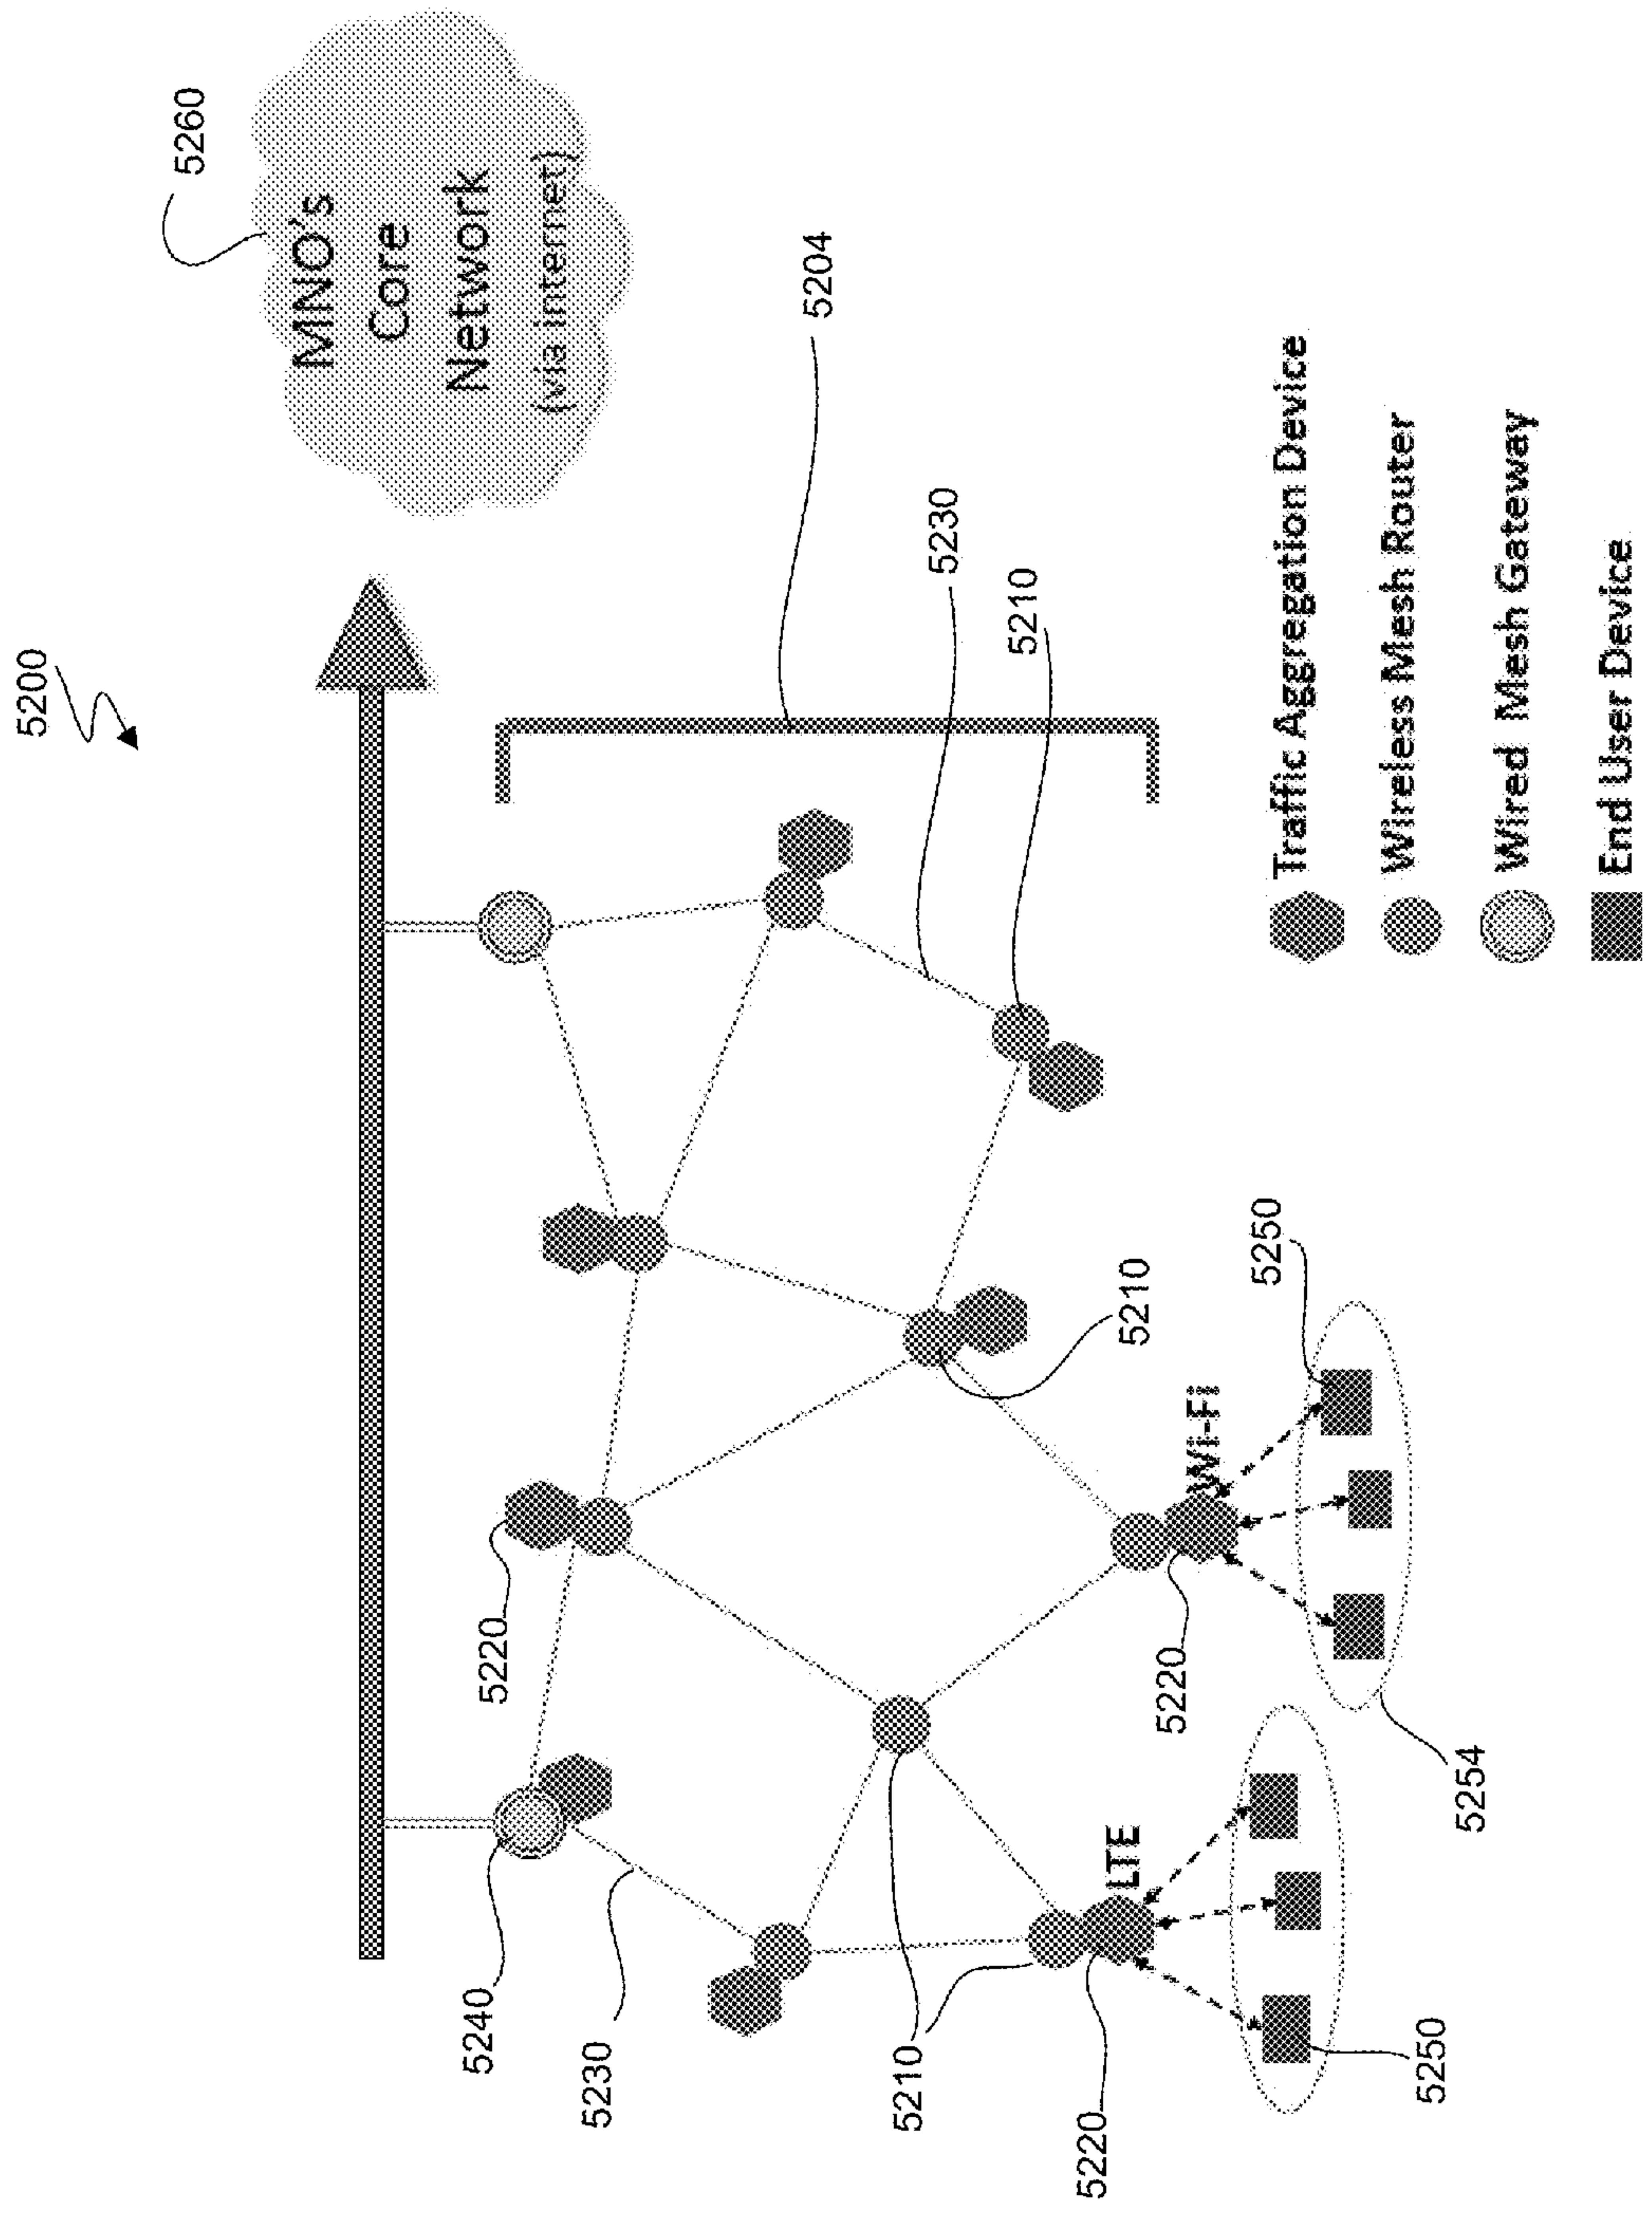 5200
5260
MNO's
Core
Network
(via internet)
5204
5230
5210
5240
5220
5230
5210
5210
LTE
Wi-Fi
5220
5220
5250
5250
5254
Traffic Aggregation Device
Wireless Mesh Router
Wired Mesh Gateway
End User Device